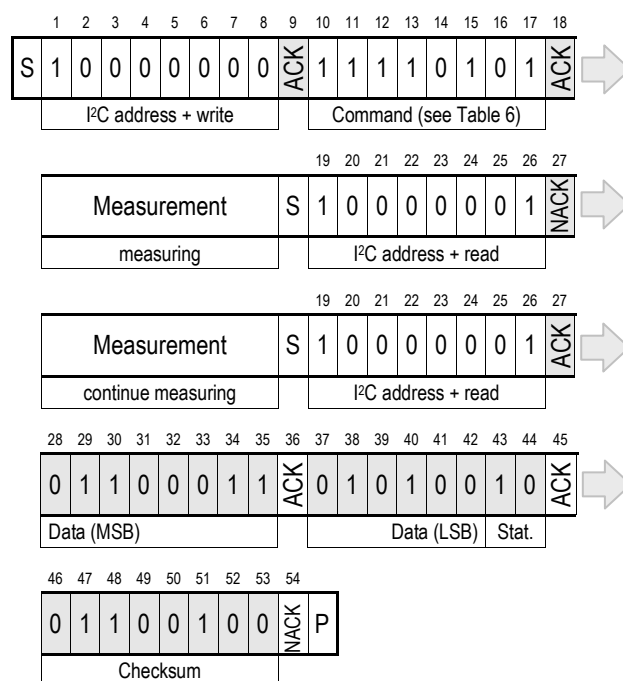 1 2 3 4 5 6 7 8 9 10 11 12 13 14 15 16 17 18
S 1 0 0 0 0 0 0 0 ACK 1 1 1 1 0 1 0 1 ACK
I²C address + write Command (see Table 6)
19 20 21 22 23 24 25 26 27
Measurement S 1 0 0 0 0 0 0 1 NACK
measuring I²C address + read
19 20 21 22 23 24 25 26 27
Measurement S 1 0 0 0 0 0 0 1 ACK
continue measuring I²C address + read
28 29 30 31 32 33 34 35 36 37 38 39 40 41 42 43 44 45
0 1 1 0 0 0 1 1 ACK 0 1 0 1 0 0 1 0 ACK
Data (MSB) Data (LSB) Stat.
46 47 48 49 50 51 52 53 54
0 1 1 0 0 1 0 0 NACK P
Checksum